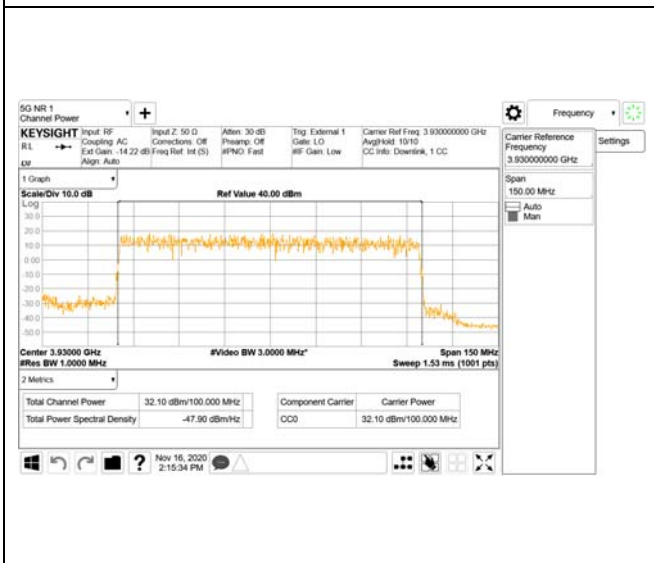 5G NR 1
Channel Power
Frequency
Settings
KEYSIGHT
RL
Input: RF
Coupling: AC
Ext Gain: -14.22 dB
Align: Auto
Input Z: 50 Ω
Corrections: Off
Freq Ref: Int (S)
Atten: 30 dB
Preamp: Off
#PNO: Fast
Trig: External 1
Gate: LO
#IF Gain: Low
Carrier Ref Freq: 3.930000000 GHz
Avg|Hold: 10/10
CC Info: Downlink, 1 CC
Carrier Reference
Frequency
3.930000000 GHz
Span
150.00 MHz
Auto
Man
1 Graph
Scale/Div 10.0 dB
Ref Value 40.00 dBm
Log
30.0
20.0
10.0
0.00
-10.0
-20.0
-30.0
-40.0
-50.0
Center 3.93000 GHz
#Video BW 3.0000 MHz*
Span 150 MHz
#Res BW 1.0000 MHz
Sweep 1.53 ms (1001 pts)
2 Metrics
Total Channel Power 32.10 dBm/100.000 MHz
Total Power Spectral Density -47.90 dBm/Hz
Component Carrier Carrier Power
CC0 32.10 dBm/100.000 MHz
?
Nov 16, 2020
2:15:34 PM